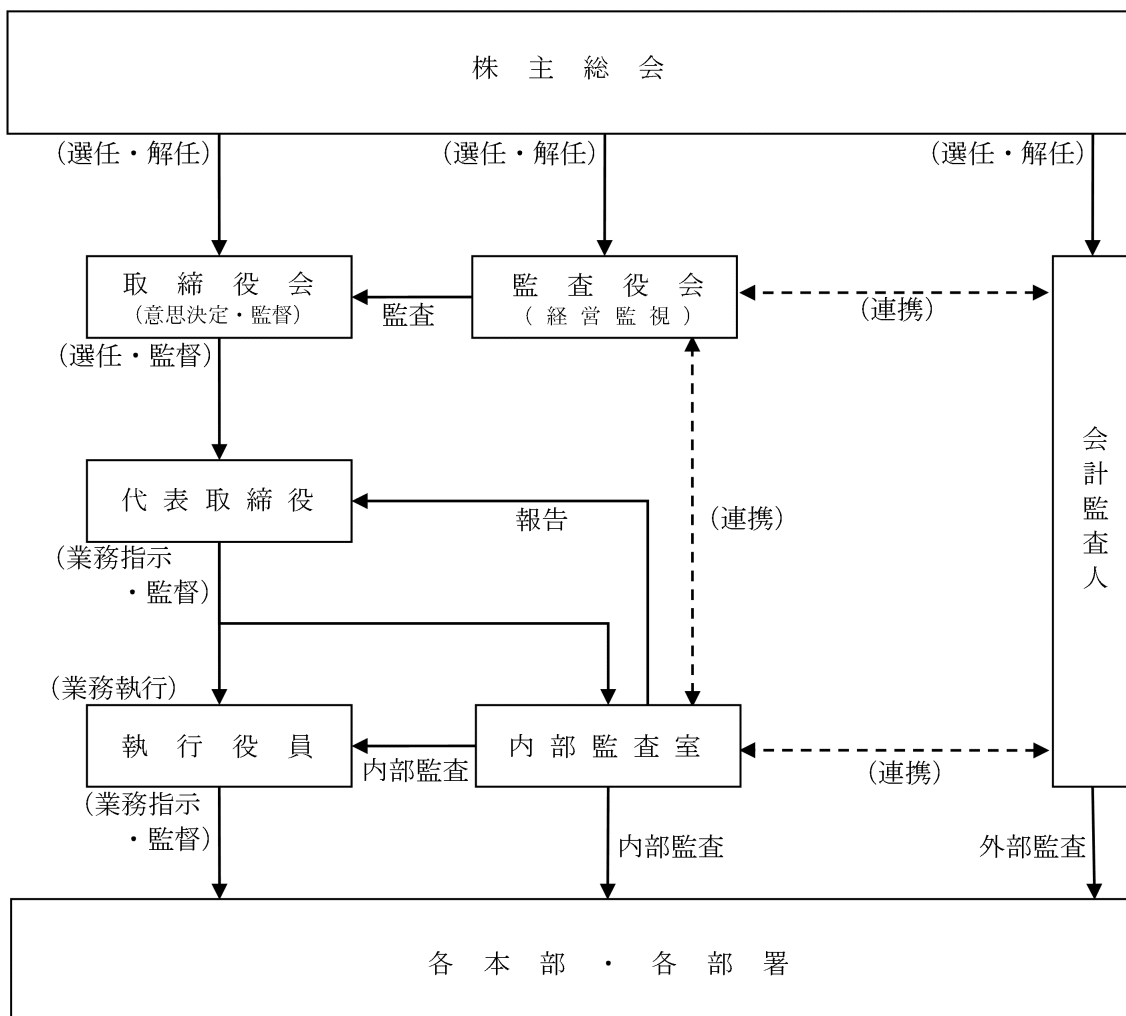 株主総会
(選任・解任)
(選任・解任)
(選任・解任)
取締役会
(意思決定・監督)
監査
監査役会
(経営監視)
(連携)
(選任・監督)
会計監査人
代表取締役
報告
(連携)
(業務指示
・監督)
(業務執行)
執行役員
内部監査
内部監査室
(連携)
(業務指示
・監督)
内部監査
外部監査
各本部・各部署